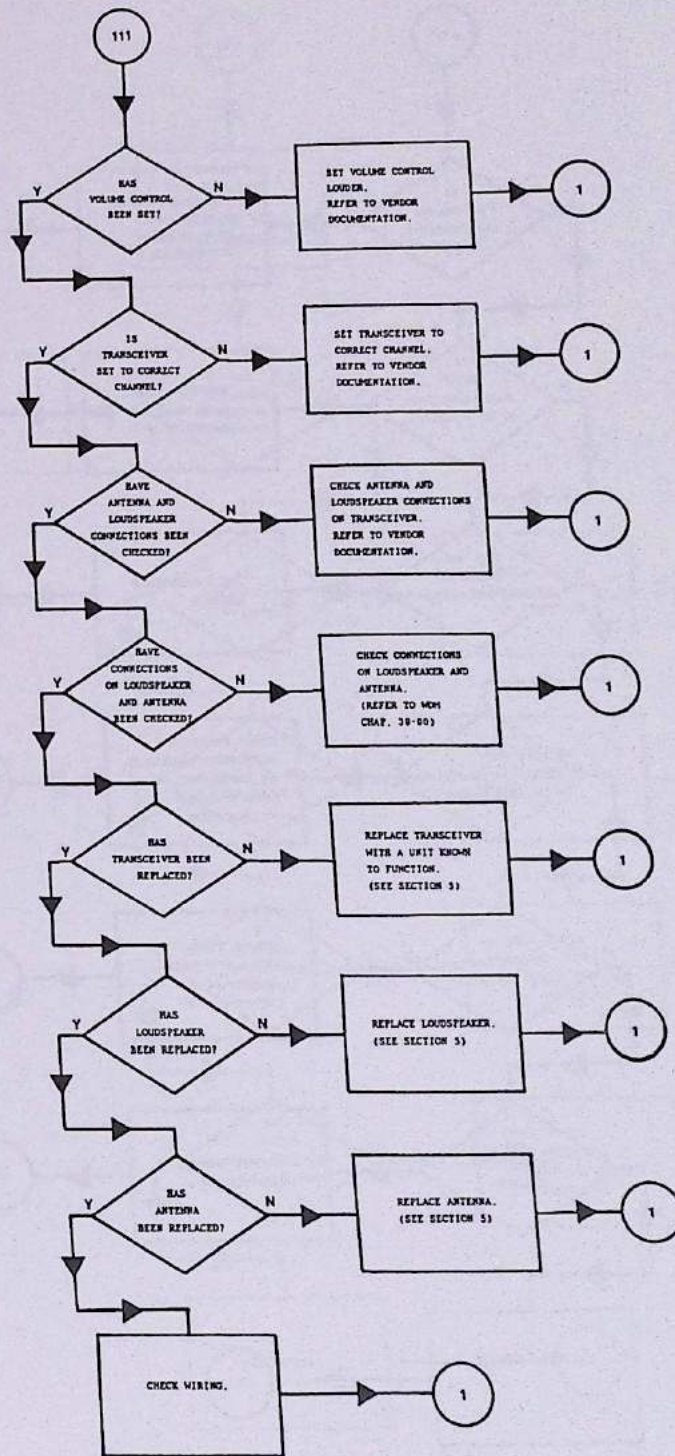 111
HAS
VOLUME CONTROL
BEEN SET?
Y
N
SET VOLUME CONTROL
LOUDER.
REFER TO VENDOR
DOCUMENTATION.
1
IS
TRANSCEIVER
SET TO CORRECT
CHANNEL?
Y
N
SET TRANSCEIVER TO
CORRECT CHANNEL.
REFER TO VENDOR
DOCUMENTATION.
1
HAVE
ANTENNA AND
LOUDSPEAKER
CONNECTIONS BEEN
CHECKED?
Y
N
CHECK ANTENNA AND
LOUDSPEAKER CONNECTIONS
ON TRANSCEIVER.
REFER TO VENDOR
DOCUMENTATION.
1
HAVE
CONNECTIONS
ON LOUDSPEAKER
AND ANTENNA
BEEN CHECKED?
Y
N
CHECK CONNECTIONS
ON LOUDSPEAKER AND
ANTENNA.
(REFER TO WDM
CHAP. 39-00)
1
HAS
TRANSCEIVER BEEN
REPLACED?
Y
N
REPLACE TRANSCEIVER
WITH A UNIT KNOWN
TO FUNCTION.
(SEE SECTION 5)
1
HAS
LOUDSPEAKER
BEEN REPLACED?
Y
N
REPLACE LOUDSPEAKER.
(SEE SECTION 5)
1
HAS
ANTENNA
BEEN REPLACED?
Y
N
REPLACE ANTENNA.
(SEE SECTION 5)
1
CHECK WIRING.
1